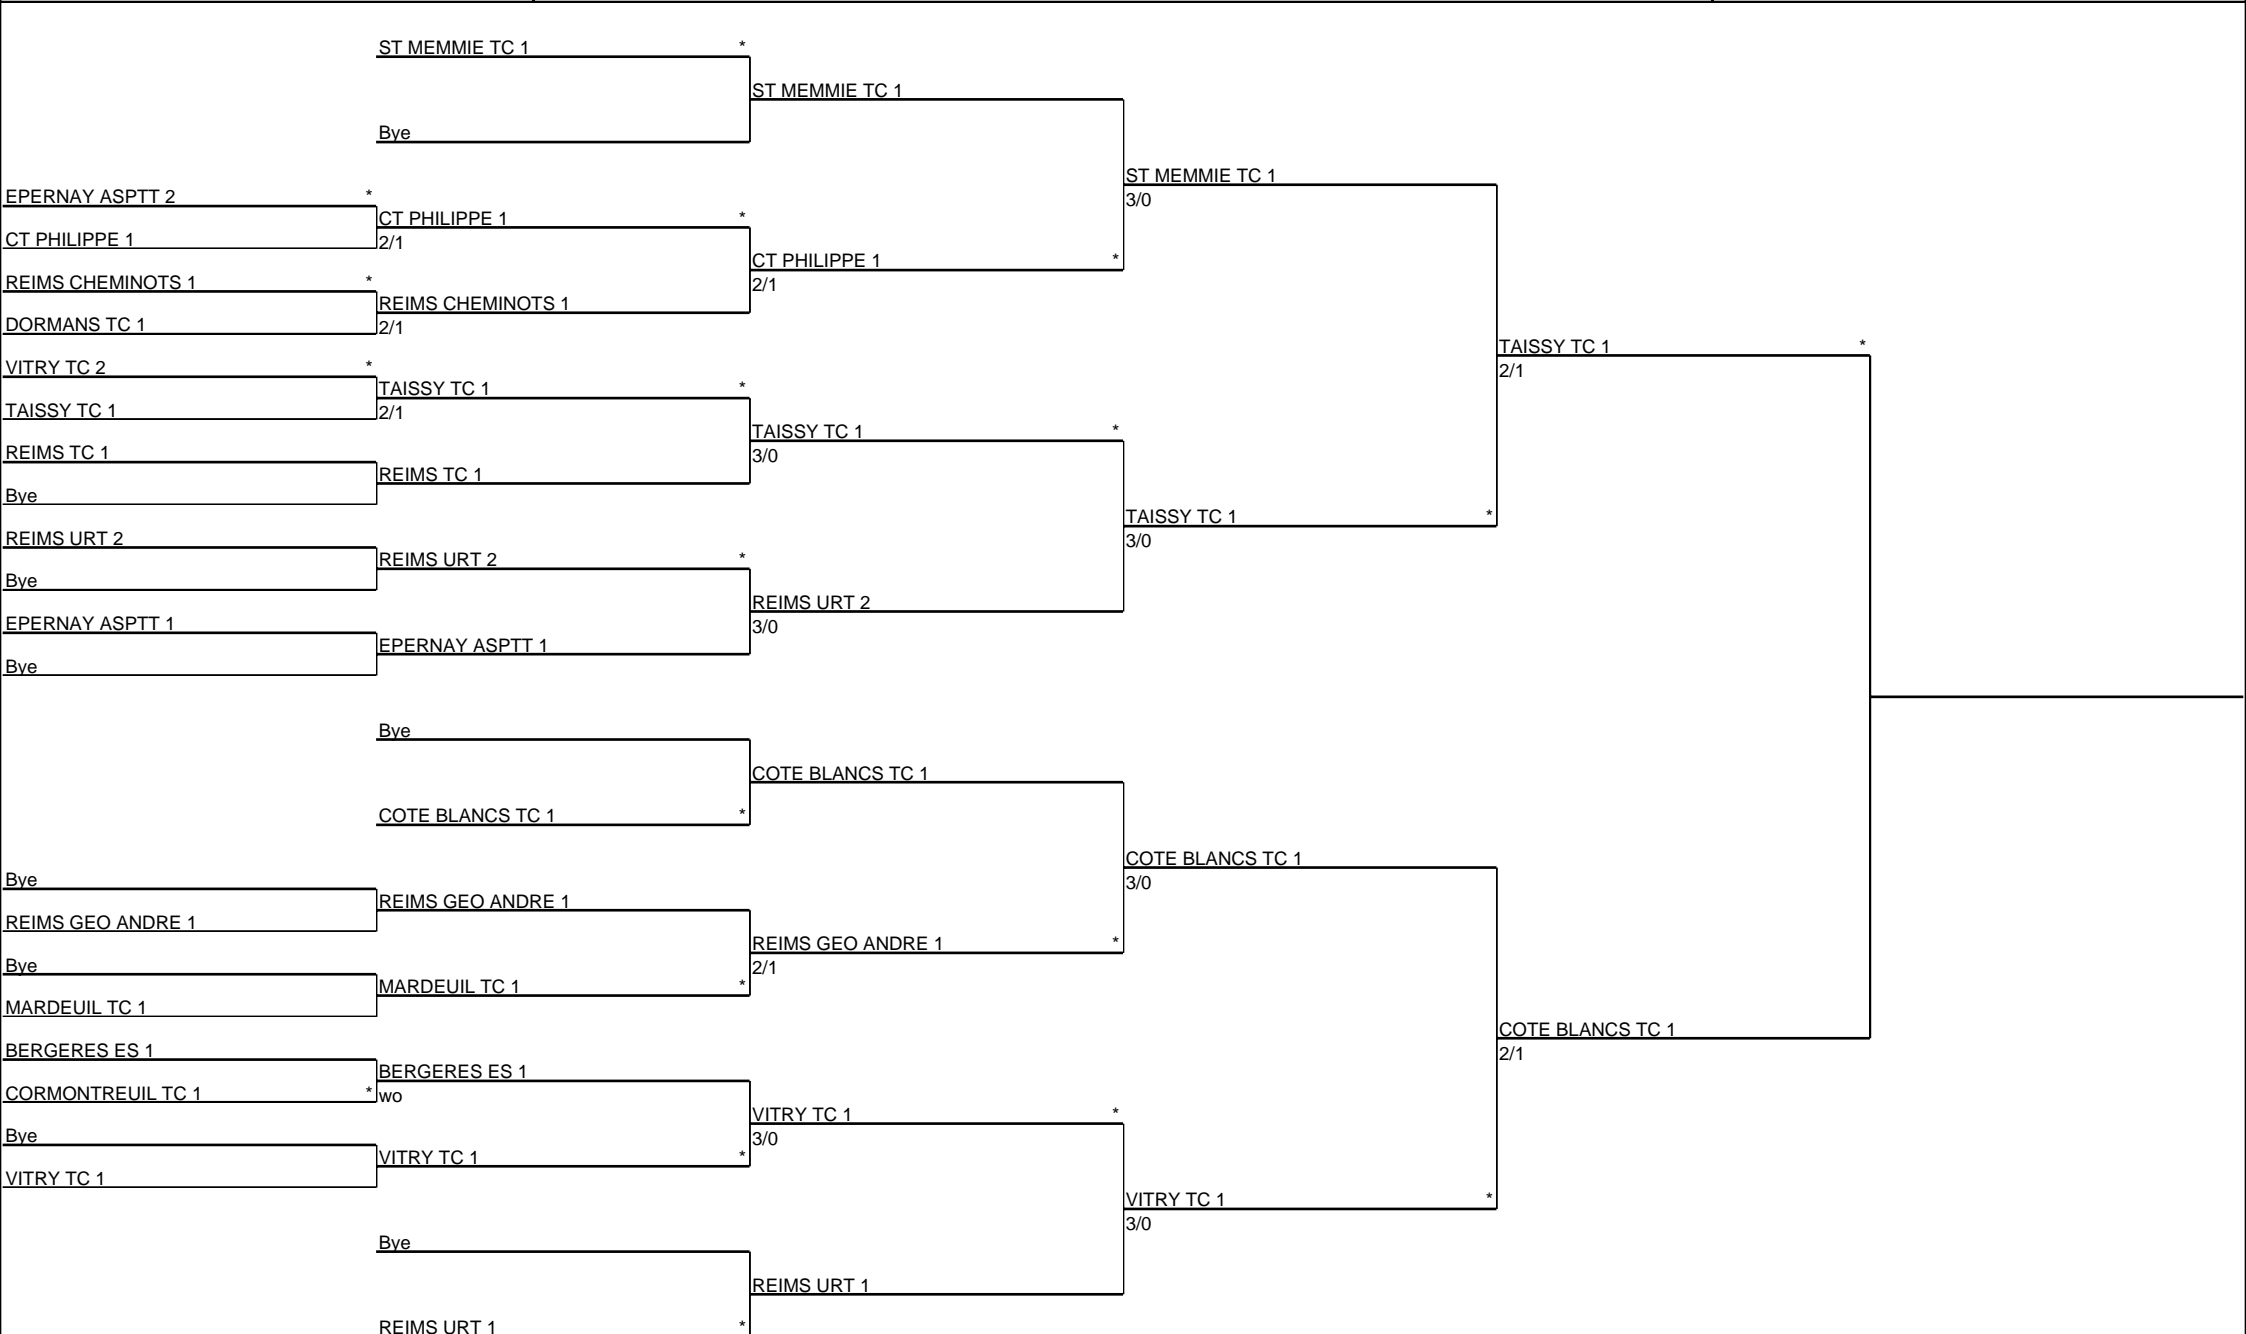 ST MEMMIE TC 1 *
ST MEMMIE TC 1
Bye
ST MEMMIE TC 1
3/0
EPERNAY ASPTT 2 *
CT PHILIPPE 1 *
CT PHILIPPE 1
2/1
CT PHILIPPE 1 *
2/1
REIMS CHEMINOTS 1 *
REIMS CHEMINOTS 1
DORMANS TC 1
2/1
TAISSY TC 1 *
2/1
VITRY TC 2 *
TAISSY TC 1 *
TAISSY TC 1
2/1
TAISSY TC 1 *
3/0
REIMS TC 1
REIMS TC 1
Bye
TAISSY TC 1 *
3/0
REIMS URT 2
REIMS URT 2 *
Bye
REIMS URT 2
3/0
EPERNAY ASPTT 1
EPERNAY ASPTT 1
Bye
Bye
COTE BLANCS TC 1
COTE BLANCS TC 1 *
COTE BLANCS TC 1
3/0
Bye
REIMS GEO ANDRE 1
REIMS GEO ANDRE 1
REIMS GEO ANDRE 1 *
2/1
Bye
MARDEUIL TC 1 *
MARDEUIL TC 1
COTE BLANCS TC 1
2/1
BERGERES ES 1
BERGERES ES 1
CORMONTREUIL TC 1 *
wo
VITRY TC 1 *
3/0
Bye
VITRY TC 1 *
VITRY TC 1
VITRY TC 1 *
3/0
Bye
REIMS URT 1
REIMS URT 1 *